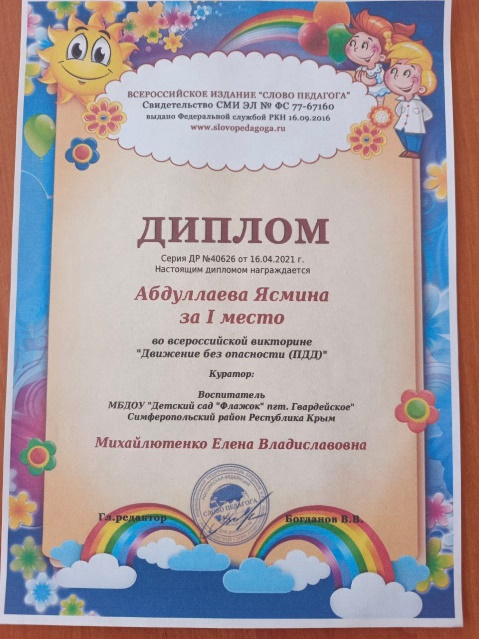 ВСЕРОССИЙСКОЕ ИЗДАНИЕ "СЛОВО ПЕДАГОГА"
Свидетельство СМИ ЭЛ № ФС 77-67160
выдано Федеральной службой РКН 16.09.2016
www.slovopedagoga.ru
ДИПЛОМ
Серия ДР №40626 от 16.04.2021 г.
Настоящим дипломом награждается
Абдуллаева Ясмина
за I место
во всероссийской викторине
"Движение без опасности (ПДД)"
Куратор:
Воспитатель
МБДОУ "Детский сад "Флажок" пгт. Гвардейское"
Симферопольский район Республика Крым
Михайлютенко Елена Владиславовна
СЛОВО ПЕДАГОГА
Гл.редактор Богданов В.В.